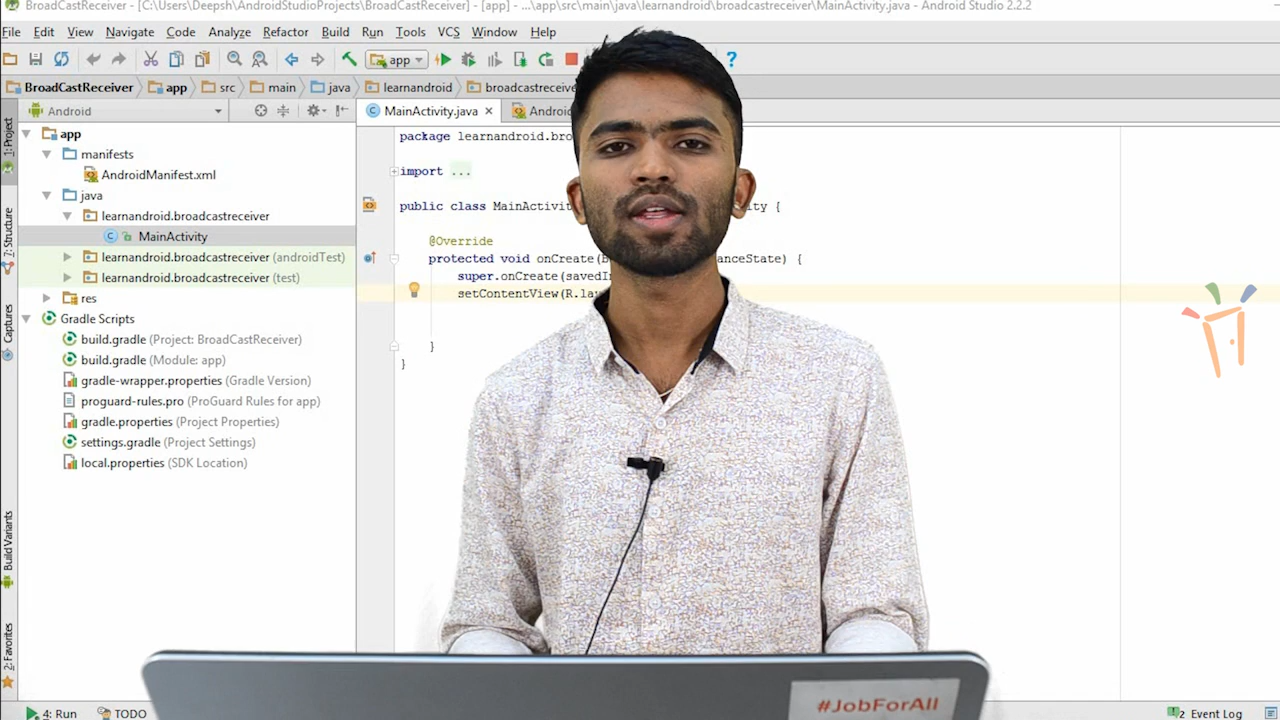 BroadCastReceiver - [C:\Users\Deepsh\AndroidStudioProjects\BroadCastReceiver] - [app] - ...\app\src\main\java\learnandroid\broadcastreceiver\MainActivity.java - Android Studio 2.2.2
File Edit View Navigate Code Analyze Refactor Build Run Tools VCS Window Help
app
BroadCastReceiver app src main java learnandroid broadcastreceive
Android
MainActivity.java Android
1: Project
7: Structure
Captures
Build Variants
2: Favorites
app
manifests
AndroidManifest.xml
java
learnandroid.broadcastreceiver
MainActivity
learnandroid.broadcastreceiver (androidTest)
learnandroid.broadcastreceiver (test)
res
Gradle Scripts
build.gradle (Project: BroadCastReceiver)
build.gradle (Module: app)
gradle-wrapper.properties (Gradle Version)
proguard-rules.pro (ProGuard Rules for app)
gradle.properties (Project Properties)
settings.gradle (Project Settings)
local.properties (SDK Location)
package learnandroid.bro
import ...
public class MainActivit ity {
@Override
protected void onCreate(B anceState) {
super.onCreate(savedIn
setContentView(R.la
}
}
#JobForAll
4: Run TODO
2 Event Log